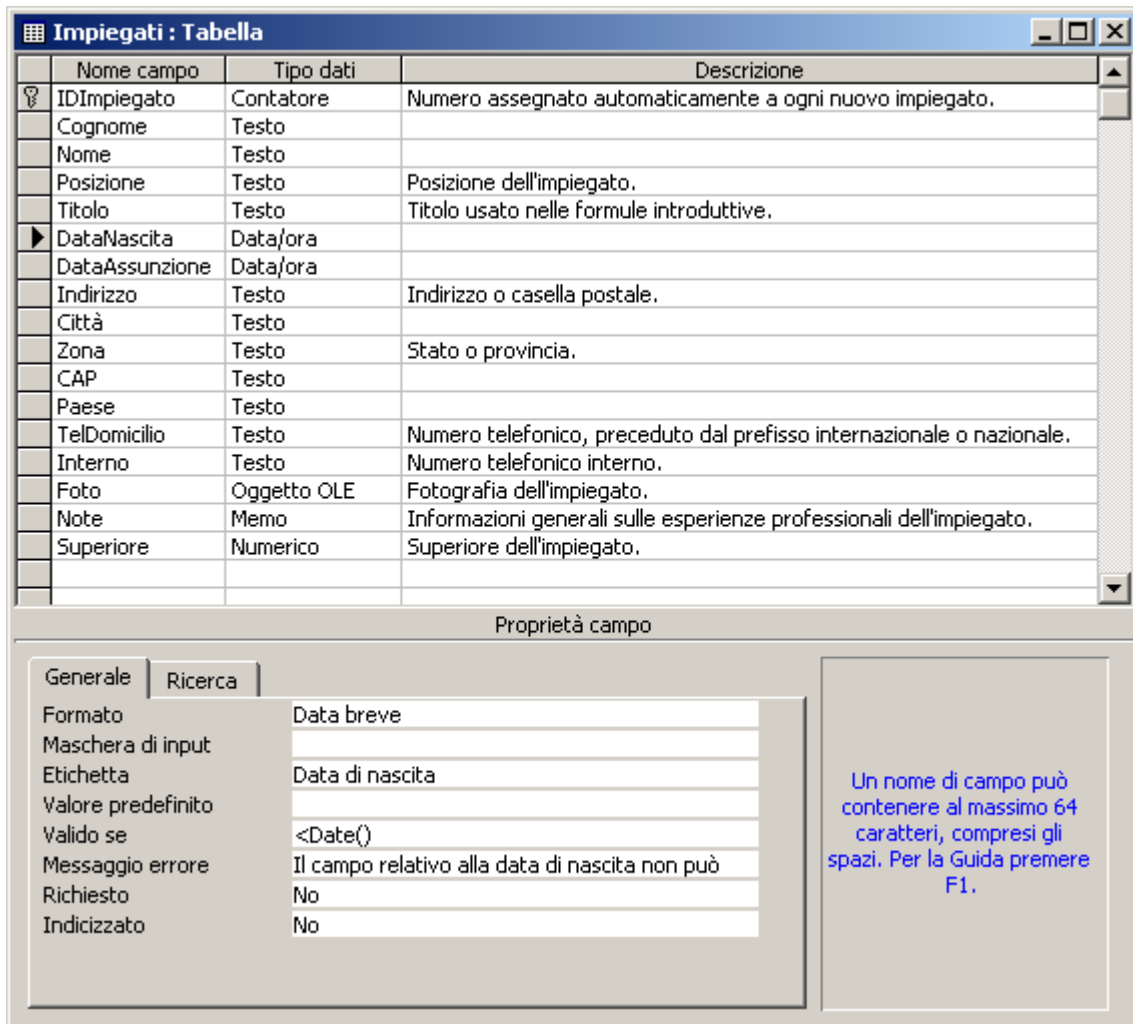 Impiegati : Tabella
Nome campo Tipo dati Descrizione
IDImpiegato Contatore Numero assegnato automaticamente a ogni nuovo impiegato.
Cognome Testo
Nome Testo
Posizione Testo Posizione dell'impiegato.
Titolo Testo Titolo usato nelle formule introduttive.
DataNascita Data/ora
DataAssunzione Data/ora
Indirizzo Testo Indirizzo o casella postale.
Città Testo
Zona Testo Stato o provincia.
CAP Testo
Paese Testo
TelDomicilio Testo Numero telefonico, preceduto dal prefisso internazionale o nazionale.
Interno Testo Numero telefonico interno.
Foto Oggetto OLE Fotografia dell'impiegato.
Note Memo Informazioni generali sulle esperienze professionali dell'impiegato.
Superiore Numerico Superiore dell'impiegato.
Proprietà campo
Generale Ricerca
Formato Data breve
Maschera di input
Etichetta Data di nascita
Valore predefinito
Valido se <Date()
Messaggio errore Il campo relativo alla data di nascita non può
Richiesto No
Indicizzato No
Un nome di campo può
contenere al massimo 64
caratteri, compresi gli
spazi. Per la Guida premere
F1.